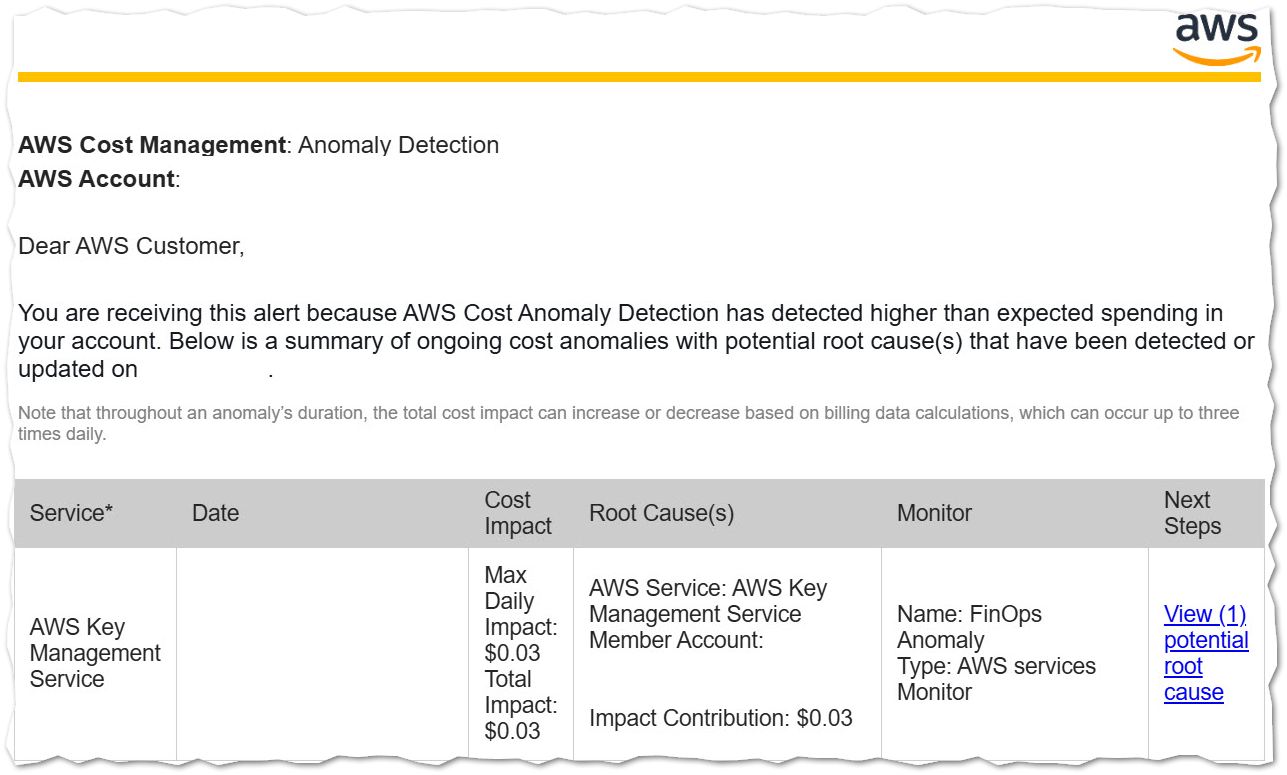 aws
AWS Cost Management: Anomaly Detection
AWS Account:
Dear AWS Customer,
You are receiving this alert because AWS Cost Anomaly Detection has detected higher than expected spending in
your account. Below is a summary of ongoing cost anomalies with potential root cause(s) that have been detected or
updated on .
Note that throughout an anomaly's duration, the total cost impact can increase or decrease based on billing data calculations, which can occur up to three
times daily.
Service*
Date
Cost
Impact
Root Cause(s)
Monitor
Next
Steps
AWS Key
Management
Service
Max
Daily
Impact:
$0.03
Total
Impact:
$0.03
AWS Service: AWS Key
Management Service
Member Account:
Impact Contribution: $0.03
Name: FinOps
Anomaly
Type: AWS services
Monitor
View (1)
potential
root
cause